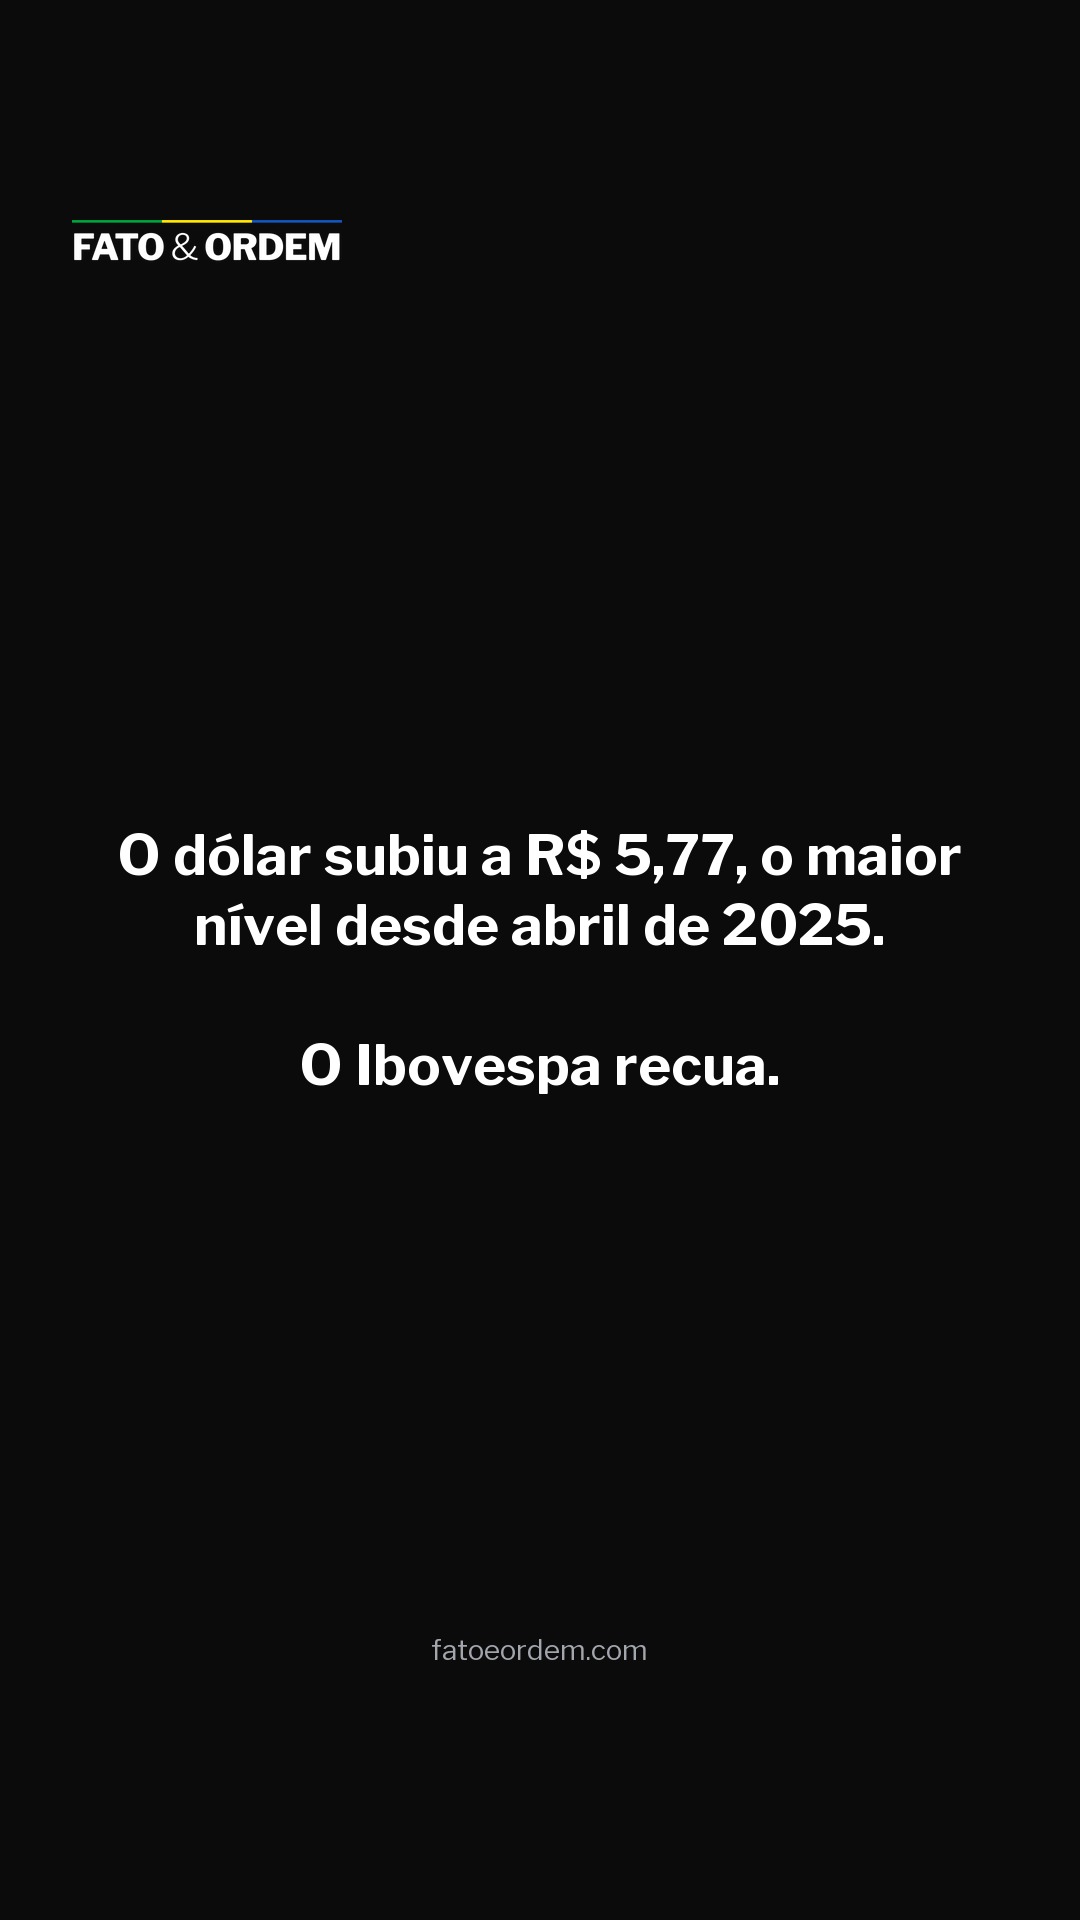 FATO & ORDEM
O dólar subiu a R$ 5,77, o maior
nível desde abril de 2025.
O Ibovespa recua.
fatoeordem.com